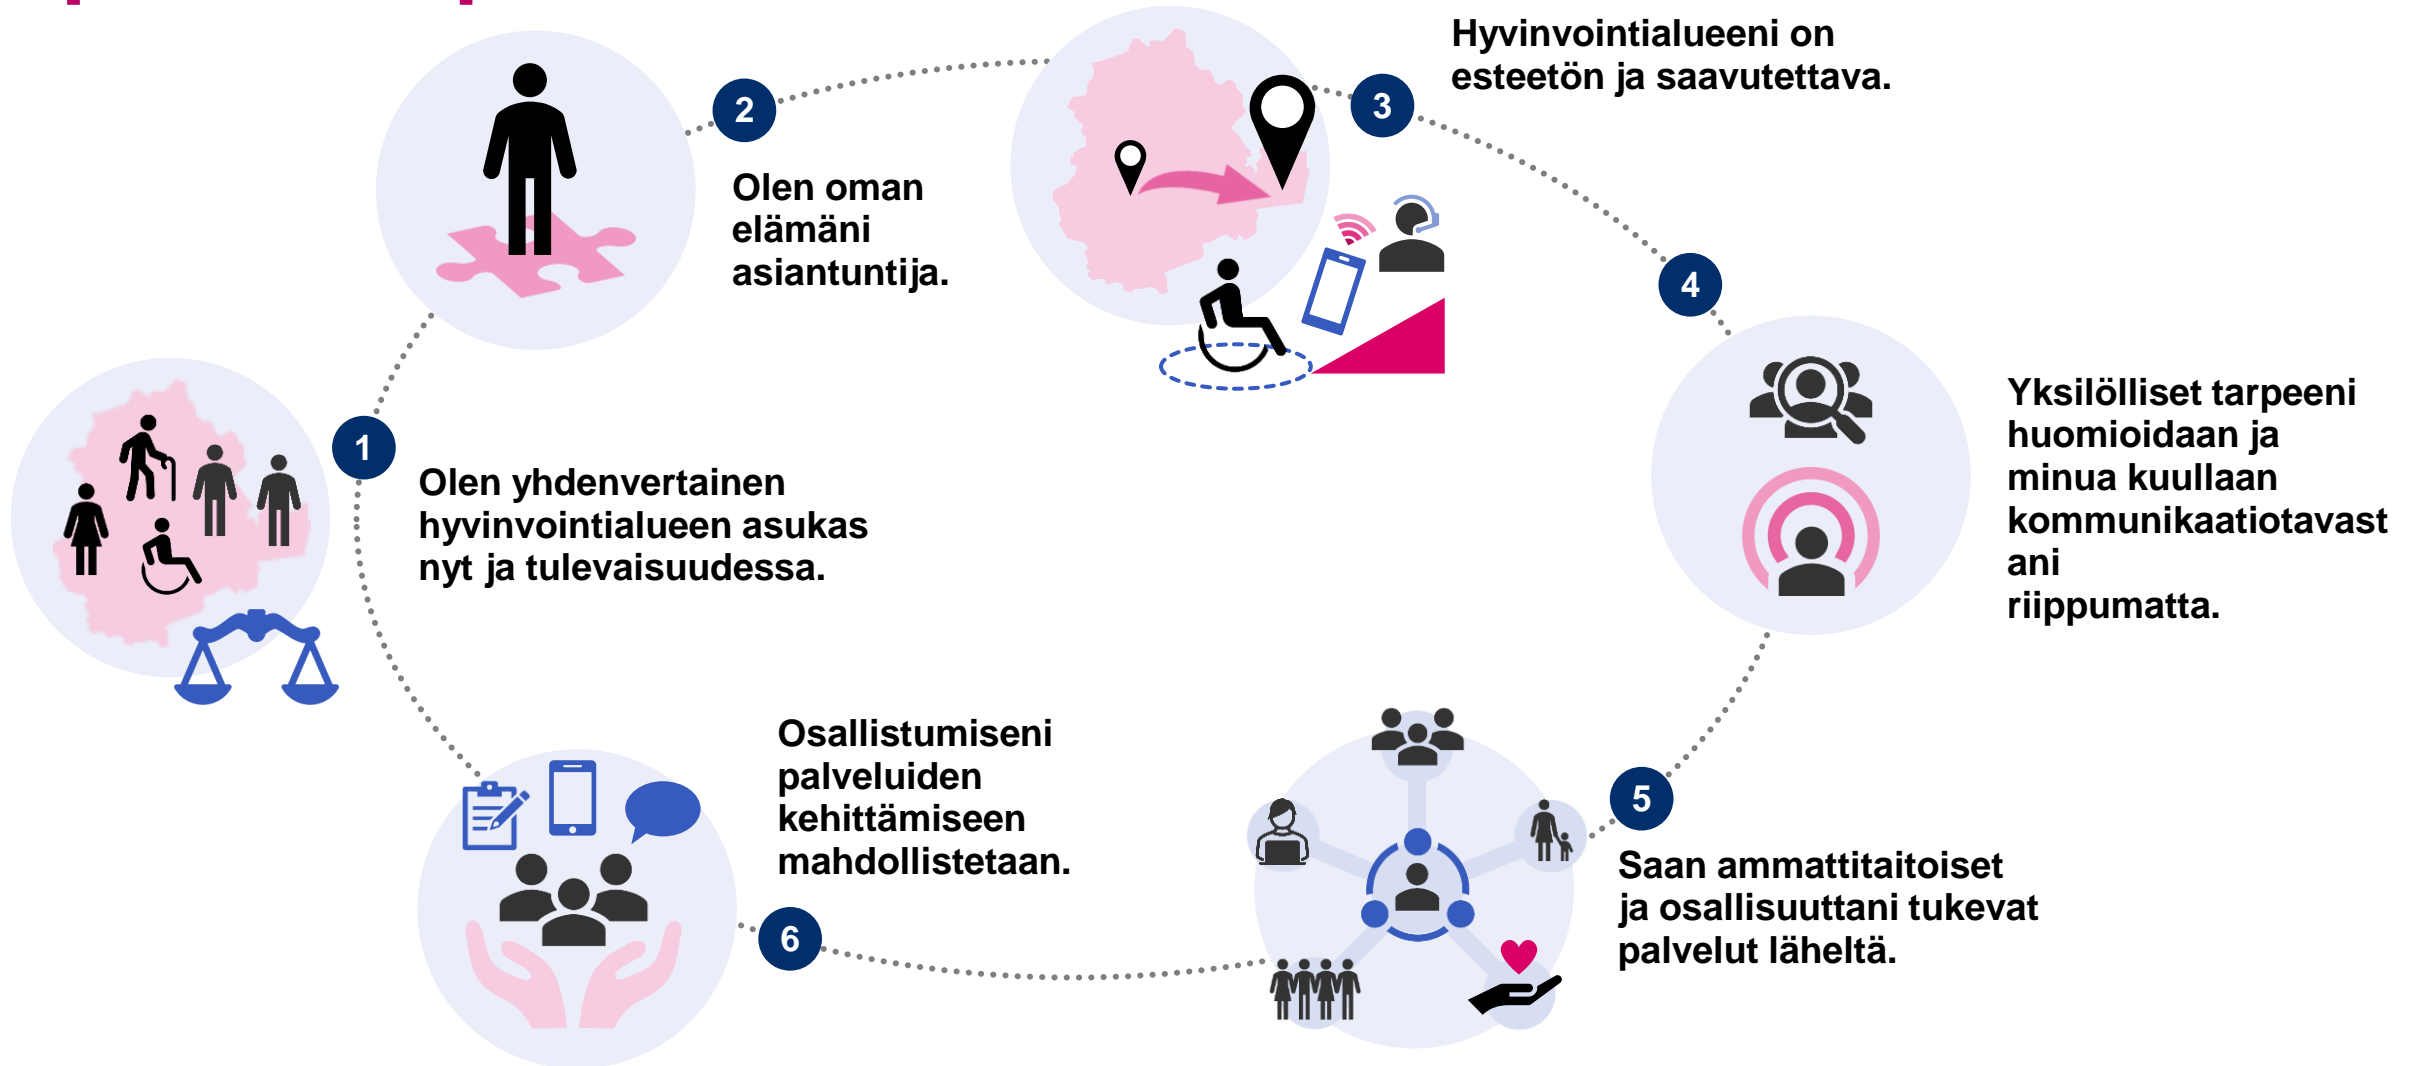 1
Olen yhdenvertainen
hyvinvointialueen asukas
nyt ja tulevaisuudessa.
2
Olen oman
elämäni
asiantuntija.
3
Hyvinvointialueeni on
esteetön ja saavutettava.
4
Yksilölliset tarpeeni
huomioidaan ja
minua kuullaan
kommunikaatiotavast
ani
riippumatta.
5
Saan ammattitaitoiset
ja osallisuuttani tukevat
palvelut läheltä.
6
Osallistumiseni
palveluiden
kehittämiseen
mahdollistetaan.